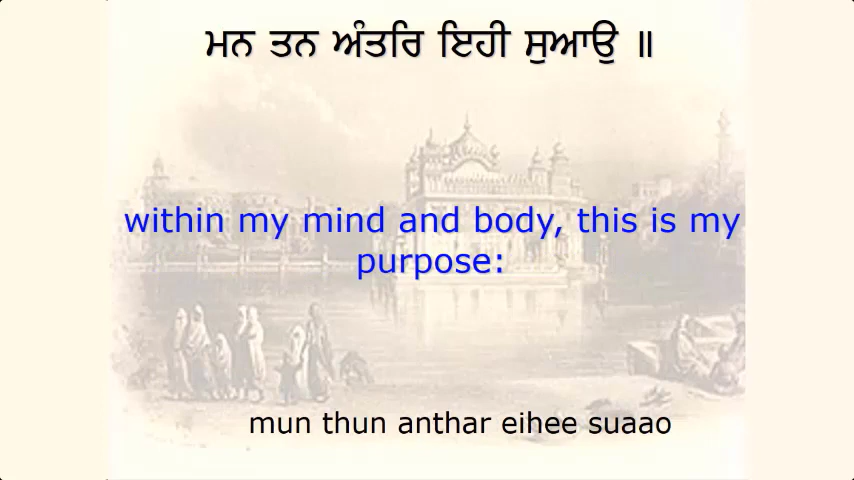 ਮਨ ਤਨ ਅੰਤਰਿ ਇਹੀ ਸੁਆਉ ॥
within my mind and body, this is my
purpose:
mun thun anthar eihee suaao